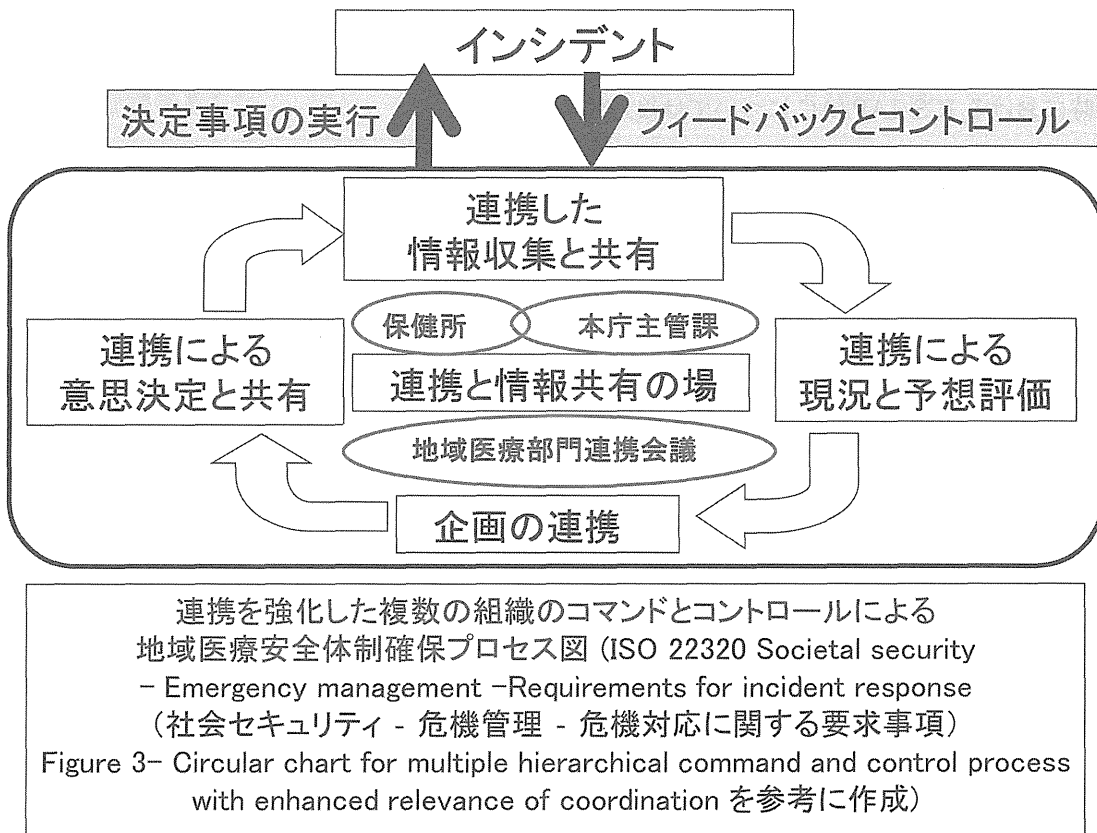 インシデント
決定事項の実行
フィードバックとコントロール
連携した
情報収集と共有
保健所
本庁主管課
連携による
意思決定と共有
連携と情報共有の場
連携による
現況と予想評価
地域医療部門連携会議
企画の連携
連携を強化した複数の組織のコマンドとコントロールによる
地域医療安全体制確保プロセス図 (ISO 22320 Societal security
- Emergency management -Requirements for incident response
（社会セキュリティ - 危機管理 - 危機対応に関する要求事項）
Figure 3- Circular chart for multiple hierarchical command and control process
with enhanced relevance of coordination を参考に作成）